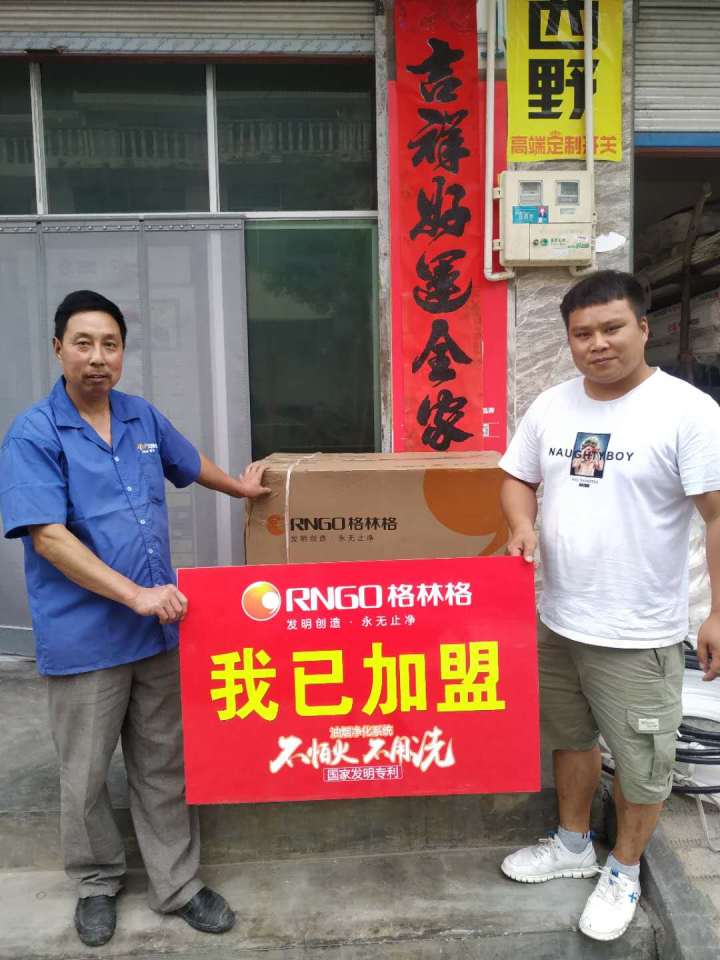 吉祥好運全家
西野
高端定制开关
NAUGHTYBOY
RNGO格林格
发明创造·永无止净
RNGO格林格
发明创造·永无止净
我已加盟
油烟净化系统
不怕火 不用洗
国家发明专利